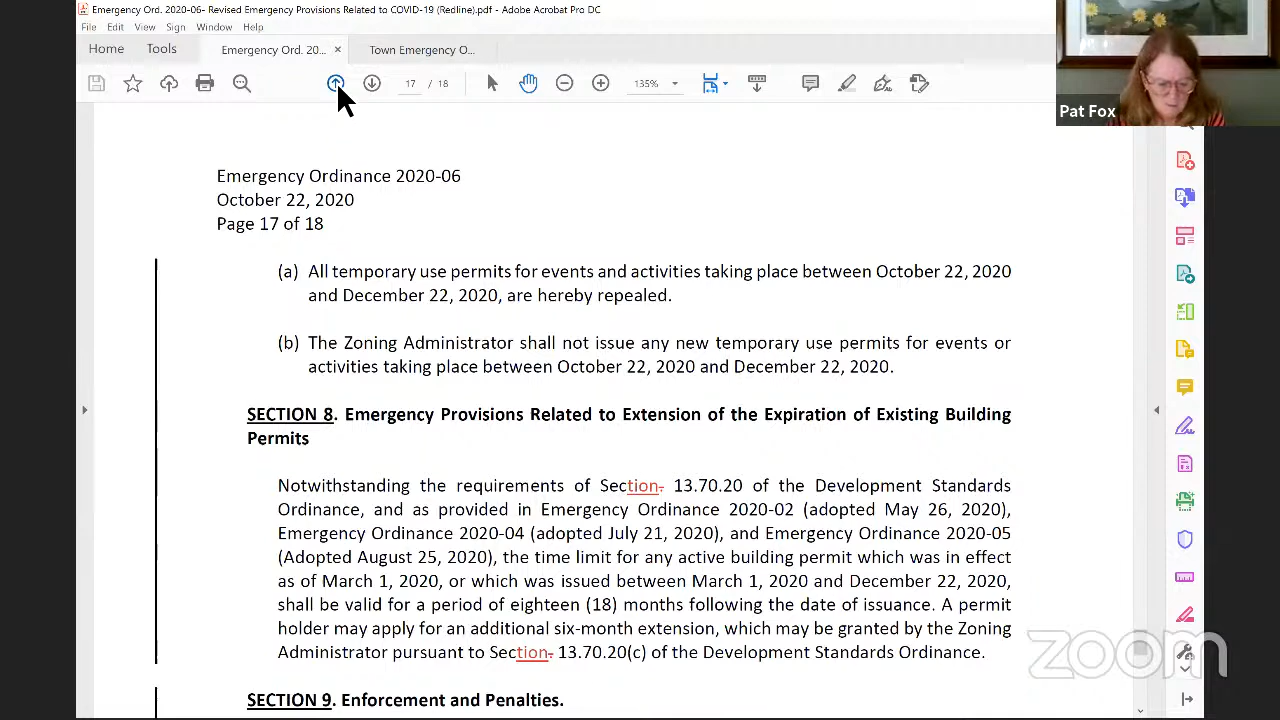 Emergency Ord. 2020-06- Revised Emergency Provisions Related to COVID-19 (Redline).pdf - Adobe Acrobat Pro DC
File Edit View Sign Window Help
Home Tools Emergency Ord. 20... × Town Emergency O...
17 / 18 135%
Pat Fox
Emergency Ordinance 2020-06
October 22, 2020
Page 17 of 18
(a) All temporary use permits for events and activities taking place between October 22, 2020
and December 22, 2020, are hereby repealed.
(b) The Zoning Administrator shall not issue any new temporary use permits for events or
activities taking place between October 22, 2020 and December 22, 2020.
SECTION 8. Emergency Provisions Related to Extension of the Expiration of Existing Building
Permits
Notwithstanding the requirements of Section. 13.70.20 of the Development Standards
Ordinance, and as provided in Emergency Ordinance 2020-02 (adopted May 26, 2020),
Emergency Ordinance 2020-04 (adopted July 21, 2020), and Emergency Ordinance 2020-05
(Adopted August 25, 2020), the time limit for any active building permit which was in effect
as of March 1, 2020, or which was issued between March 1, 2020 and December 22, 2020,
shall be valid for a period of eighteen (18) months following the date of issuance. A permit
holder may apply for an additional six-month extension, which may be granted by the Zoning
Administrator pursuant to Section. 13.70.20(c) of the Development Standards Ordinance.
SECTION 9. Enforcement and Penalties.
zoom